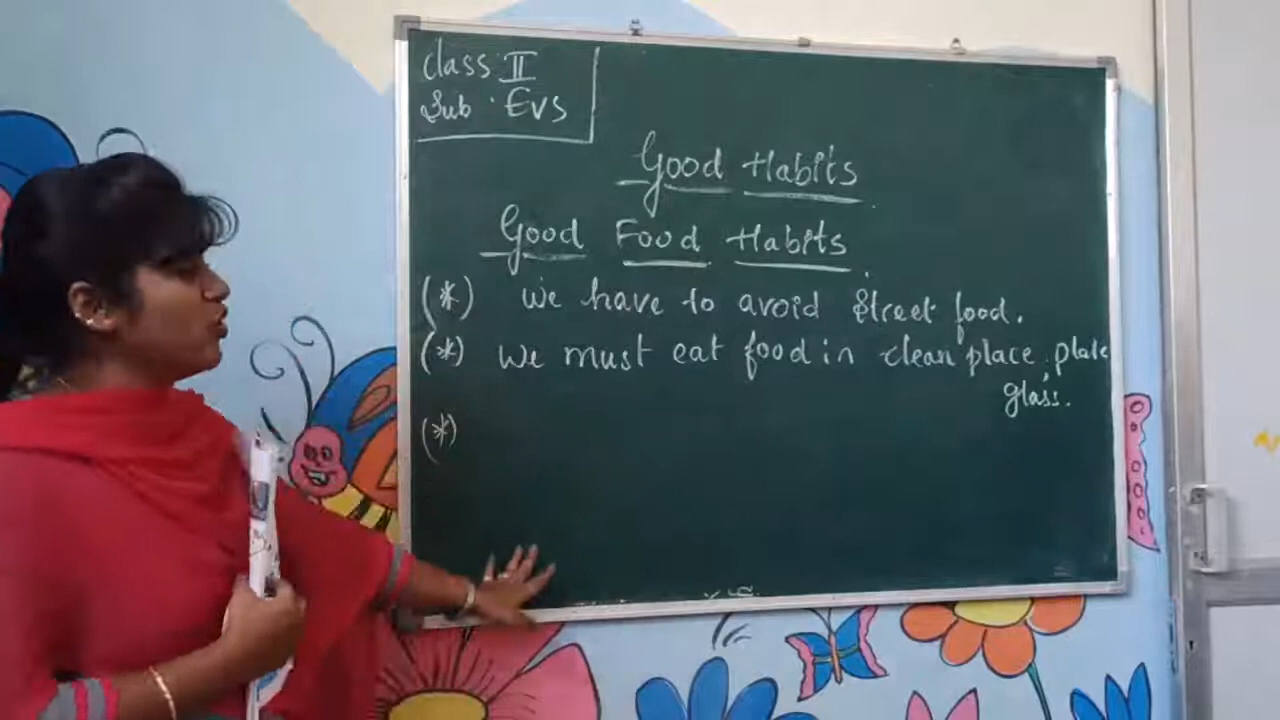 Class II
Sub . EVS
Good Habits
Good Food Habits
(*) we have to avoid street food.
(*) we must eat food in clean place, plate
glass.
(*)